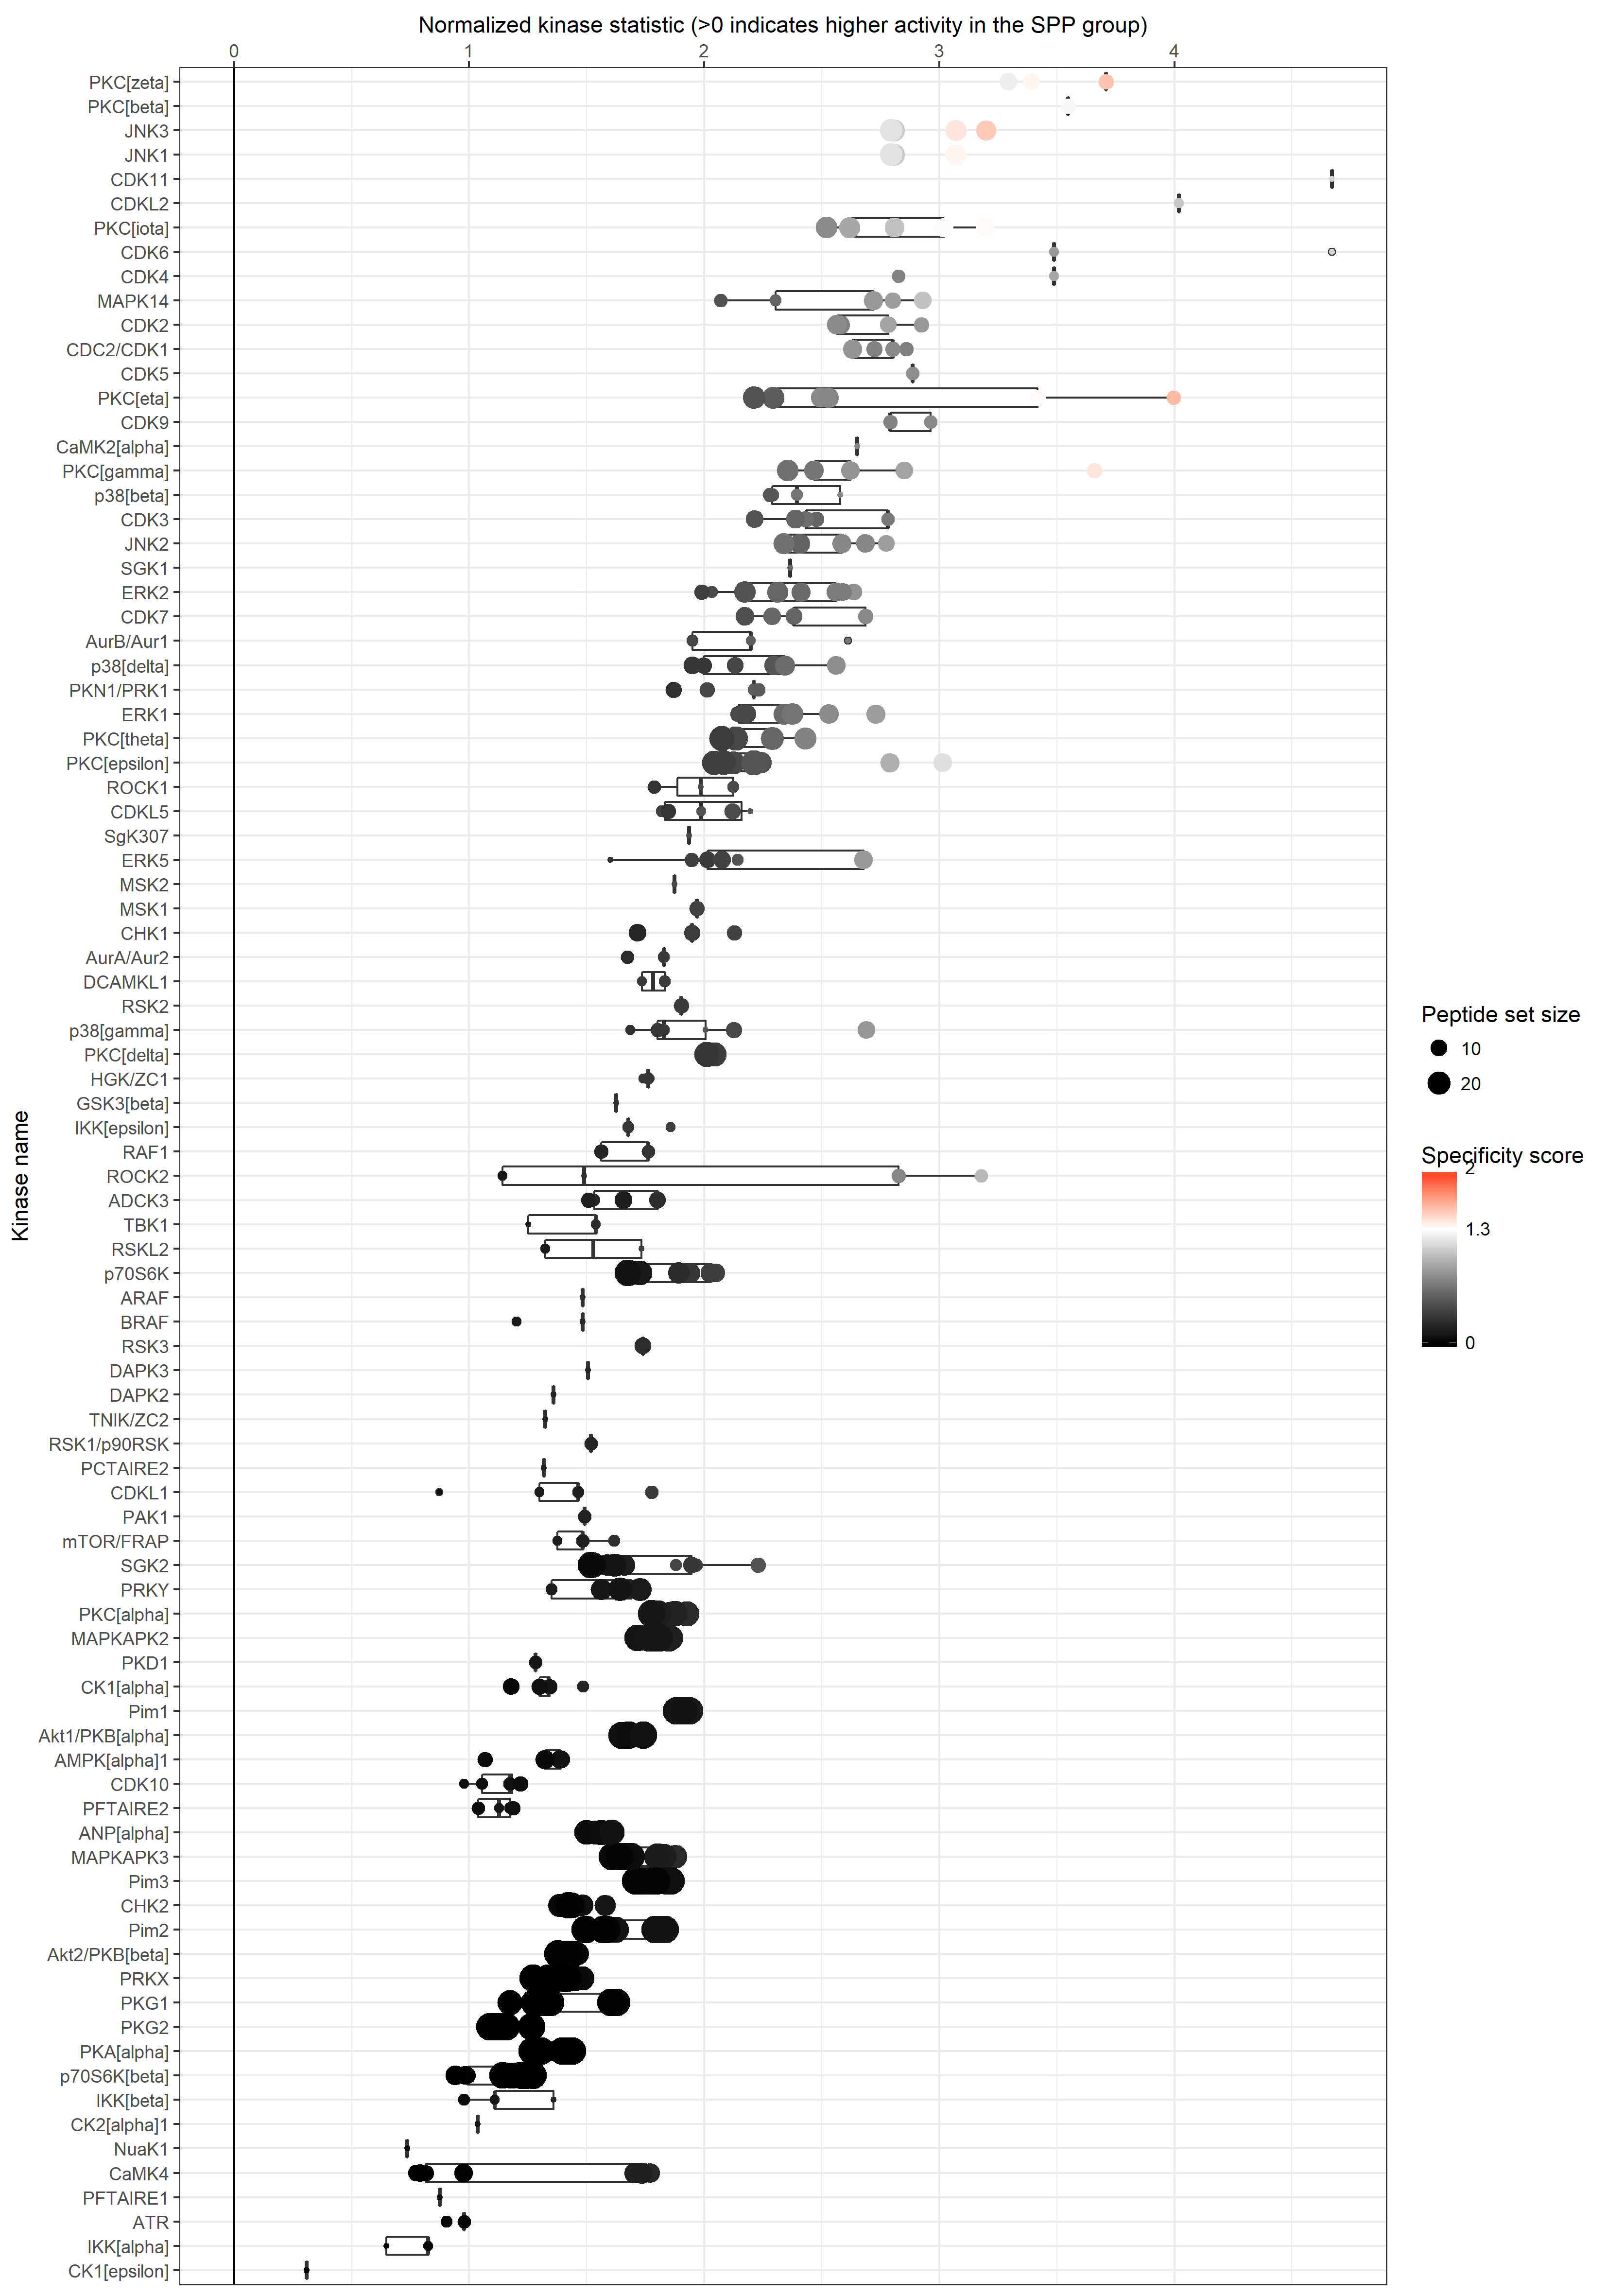 Normalized kinase statistic (>0 indicates higher activity in the SPP group)
0 1 2 3 4
PKC[zeta]
PKC[beta]
JNK3
JNK1
CDK11
CDKL2
PKC[iota]
CDK6
CDK4
MAPK14
CDK2
CDC2/CDK1
CDK5
PKC[eta]
CDK9
CaMK2[alpha]
PKC[gamma]
p38[beta]
CDK3
JNK2
SGK1
ERK2
CDK7
AurB/Aur1
p38[delta]
PKN1/PRK1
ERK1
PKC[theta]
PKC[epsilon]
ROCK1
CDKL5
SgK307
ERK5
MSK2
MSK1
CHK1
AurA/Aur2
DCAMKL1
RSK2
p38[gamma]
PKC[delta]
HGK/ZC1
GSK3[beta]
IKK[epsilon]
RAF1
ROCK2
ADCK3
TBK1
RSKL2
p70S6K
ARAF
BRAF
RSK3
DAPK3
DAPK2
TNIK/ZC2
RSK1/p90RSK
PCTAIRE2
CDKL1
PAK1
mTOR/FRAP
SGK2
PRKY
PKC[alpha]
MAPKAPK2
PKD1
CK1[alpha]
Pim1
Akt1/PKB[alpha]
AMPK[alpha]1
CDK10
PFTAIRE2
ANP[alpha]
MAPKAPK3
Pim3
CHK2
Pim2
Akt2/PKB[beta]
PRKX
PKG1
PKG2
PKA[alpha]
p70S6K[beta]
IKK[beta]
CK2[alpha]1
NuaK1
CaMK4
PFTAIRE1
ATR
IKK[alpha]
CK1[epsilon]
Kinase name
Peptide set size
10
20
Specificity score
2
1.3
0